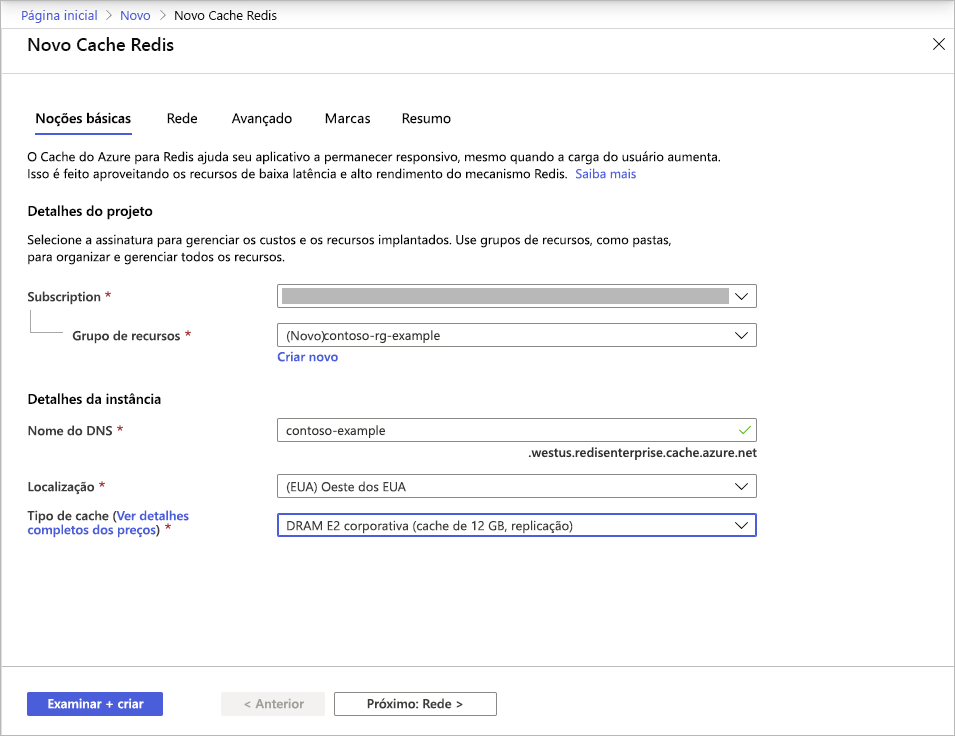 Página inicial > Novo > Novo Cache Redis
Novo Cache Redis
Noções básicas Rede Avançado Marcas Resumo
O Cache do Azure para Redis ajuda seu aplicativo a permanecer responsivo, mesmo quando a carga do usuário aumenta.
Isso é feito aproveitando os recursos de baixa latência e alto rendimento do mecanismo Redis. Saiba mais
Detalhes do projeto
Selecione a assinatura para gerenciar os custos e os recursos implantados. Use grupos de recursos, como pastas,
para organizar e gerenciar todos os recursos.
Subscription *
Grupo de recursos * (Novo)contoso-rg-example
Criar novo
Detalhes da instância
Nome do DNS * contoso-example
.westus.redisenterprise.cache.azure.net
Localização * (EUA) Oeste dos EUA
Tipo de cache (Ver detalhes
completos dos preços) * DRAM E2 corporativa (cache de 12 GB, replicação)
Examinar + criar < Anterior Próximo: Rede >